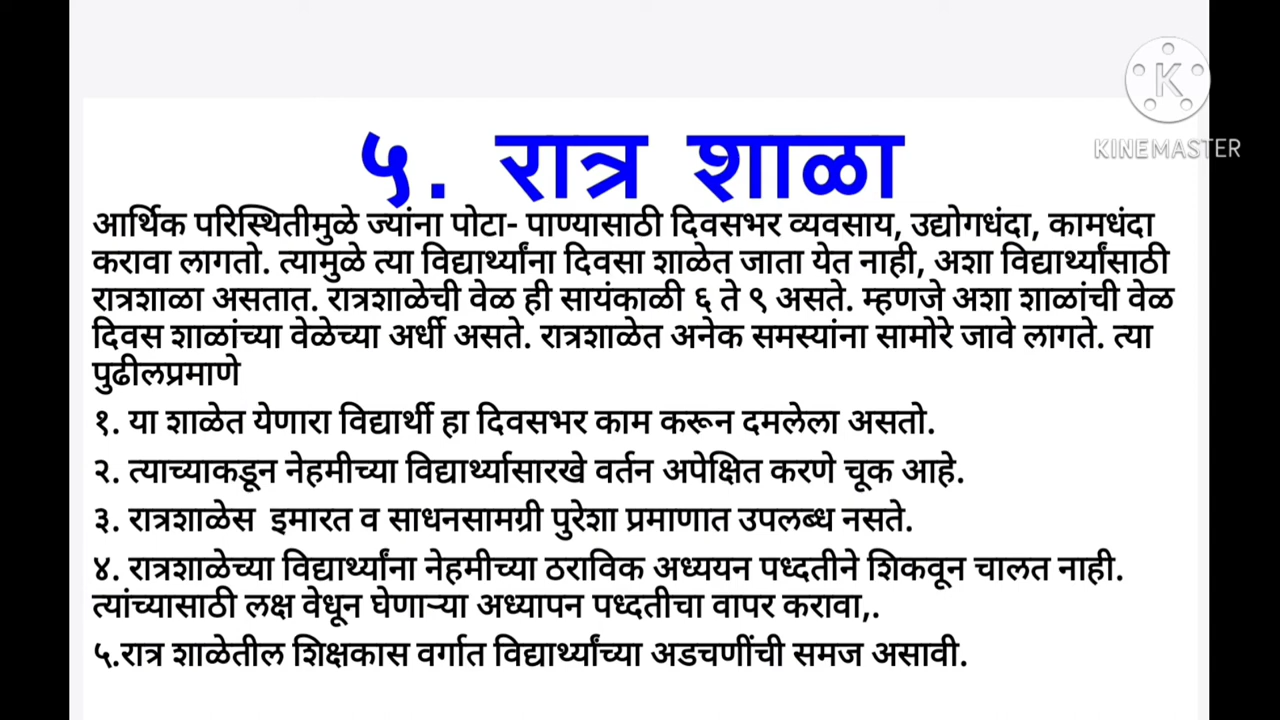 K
KINEMASTER
५. रात्र शाळा
आर्थिक परिस्थितीमुळे ज्यांना पोटा- पाण्यासाठी दिवसभर व्यवसाय, उद्योगधंदा, कामधंदा
करावा लागतो. त्यामुळे त्या विद्यार्थ्यांना दिवसा शाळेत जाता येत नाही, अशा विद्यार्थ्यांसाठी
रात्रशाळा असतात. रात्रशाळेची वेळ ही सायंकाळी ६ ते ९ असते. म्हणजे अशा शाळांची वेळ
दिवस शाळांच्या वेळेच्या अर्धी असते. रात्रशाळेत अनेक समस्यांना सामोरे जावे लागते. त्या
पुढीलप्रमाणे
१. या शाळेत येणारा विद्यार्थी हा दिवसभर काम करून दमलेला असतो.
२. त्याच्याकडून नेहमीच्या विद्यार्थ्यासारखे वर्तन अपेक्षित करणे चूक आहे.
३. रात्रशाळेस इमारत व साधनसामग्री पुरेशा प्रमाणात उपलब्ध नसते.
४. रात्रशाळेच्या विद्यार्थ्यांना नेहमीच्या ठराविक अध्ययन पध्दतीने शिकवून चालत नाही.
त्यांच्यासाठी लक्ष वेधून घेणाऱ्या अध्यापन पध्दतीचा वापर करावा,.
५.रात्र शाळेतील शिक्षकास वर्गात विद्यार्थ्यांच्या अडचणींची समज असावी.